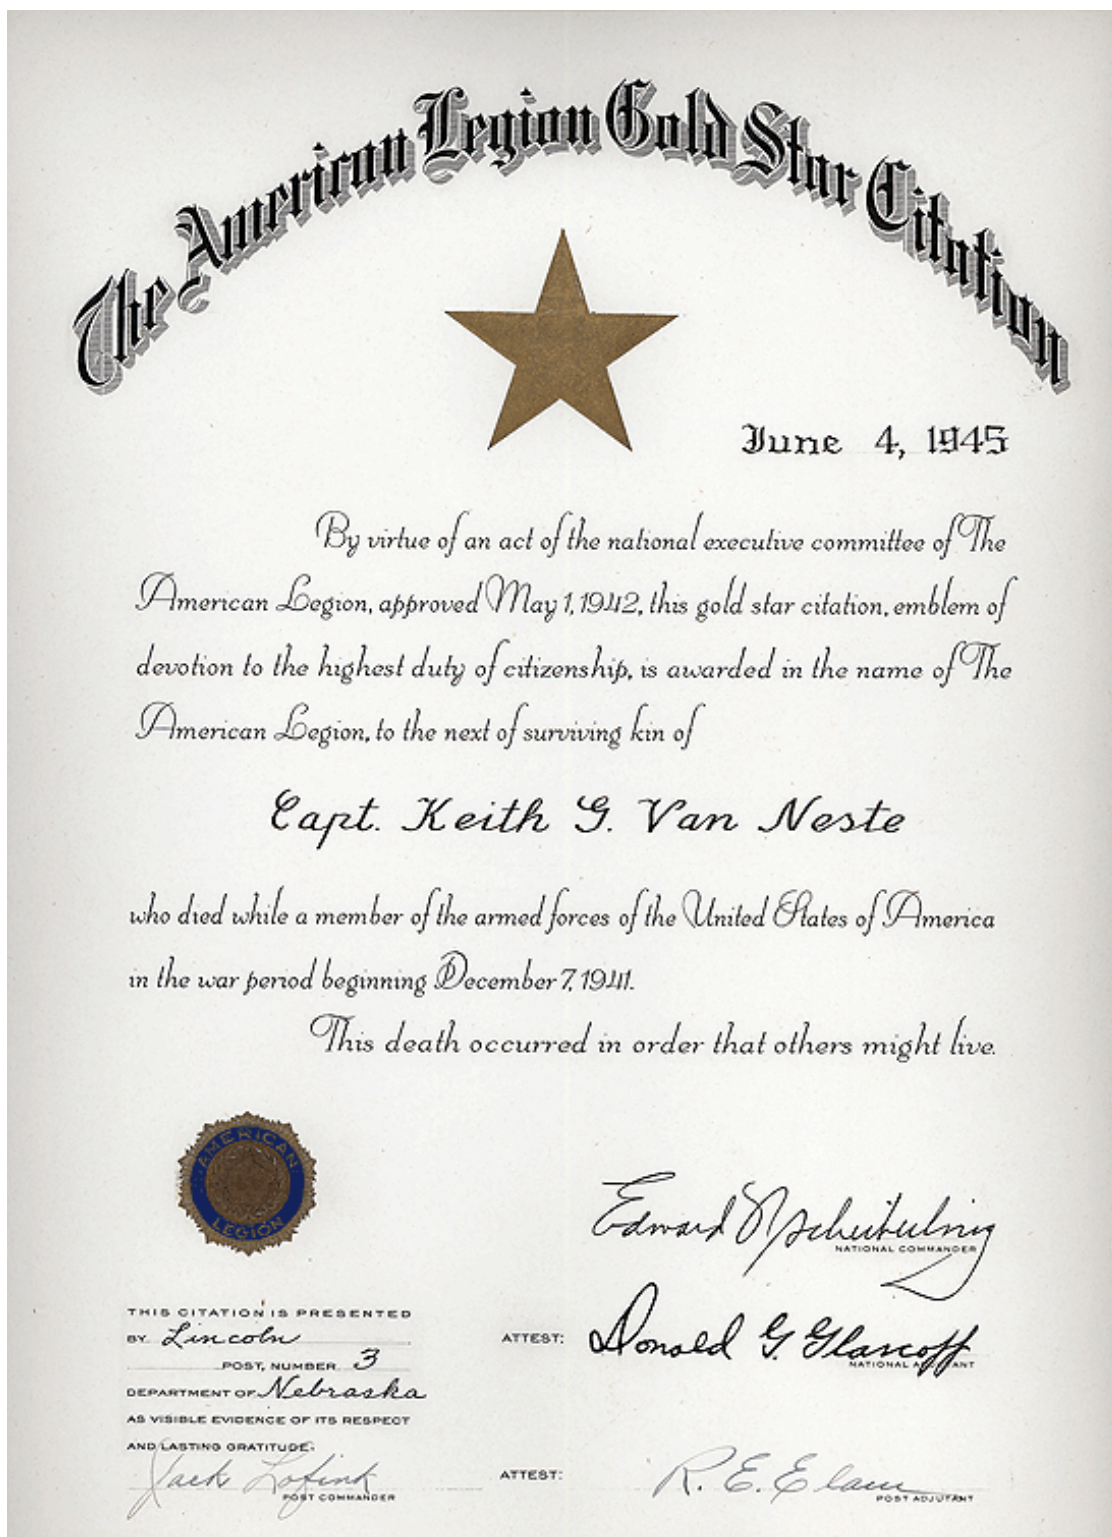 The American Legion Gold Star Citation
June 4, 1945
By virtue of an act of the national executive committee of The
American Legion, approved May 1, 1942, this gold star citation, emblem of
devotion to the highest duty of citizenship, is awarded in the name of The
American Legion, to the next of surviving kin of
Capt. Keith G. Van Neste
who died while a member of the armed forces of the United States of America
in the war period beginning December 7, 1941.
This death occurred in order that others might live.
AMERICAN
LEGION
Edward N Scheiberling
NATIONAL COMMANDER
THIS CITATION IS PRESENTED
BY Lincoln
POST, NUMBER 3
DEPARTMENT OF Nebraska
AS VISIBLE EVIDENCE OF ITS RESPECT
AND LASTING GRATITUDE.
ATTEST: Donald G. Glascoff
NATIONAL ADJUTANT
Jack Lofink
POST COMMANDER
ATTEST: R. E. Elam
POST ADJUTANT